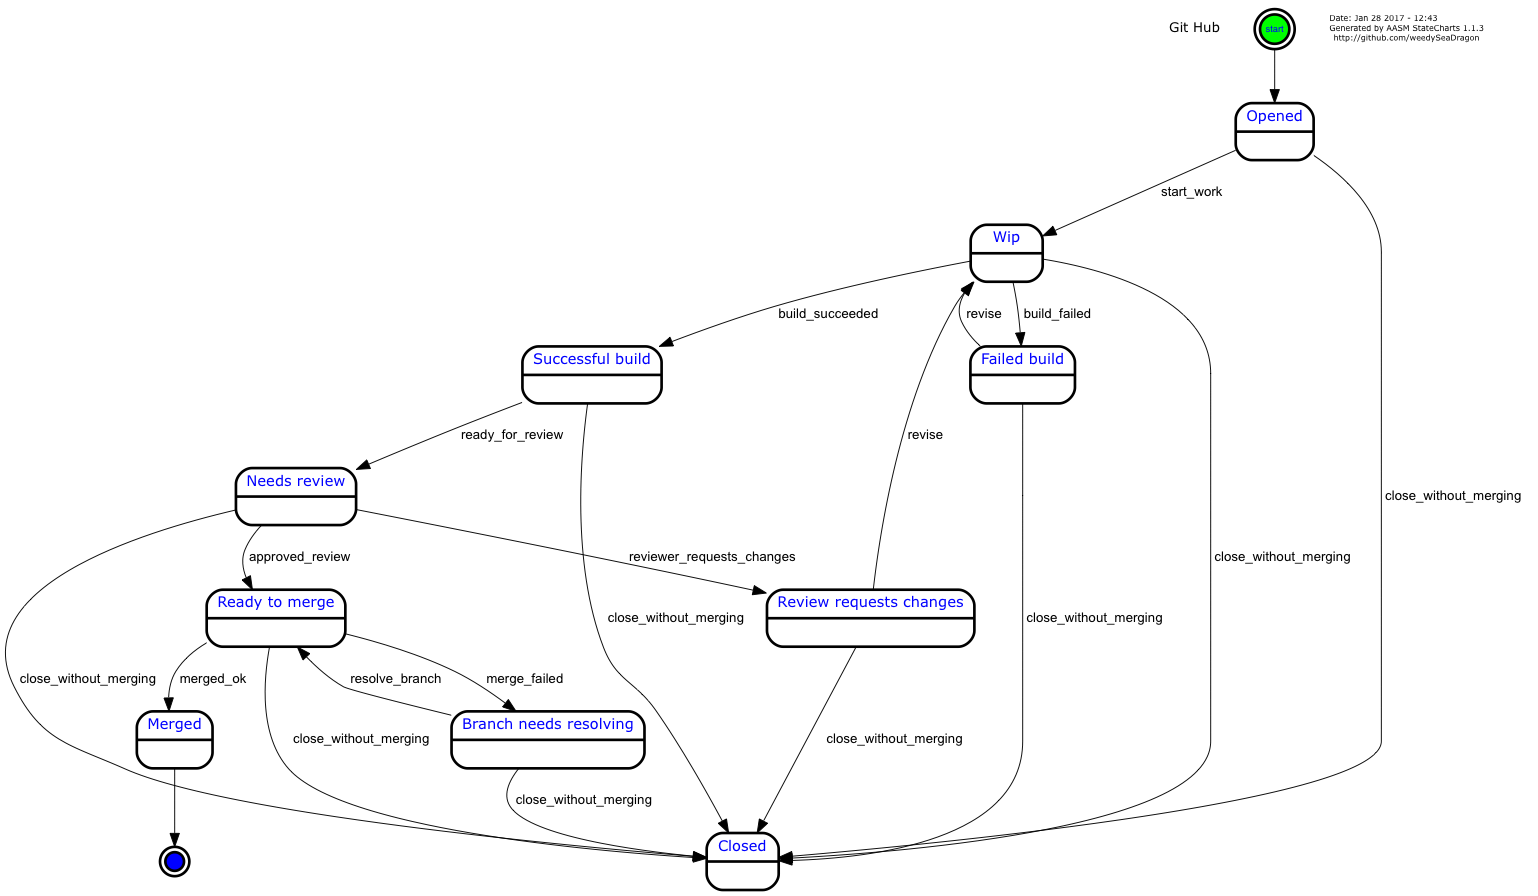 Git Hub
start
Date: Jan 28 2017 - 12:43
Generated by AASM StateCharts 1.1.3
http://github.com/weedySeaDragon
Opened
start_work
Wip
build_succeeded
revise
build_failed
Successful build
Failed build
ready_for_review
revise
Needs review
close_without_merging
approved_review
reviewer_requests_changes
close_without_merging
Ready to merge
Review requests changes
close_without_merging
close_without_merging
close_without_merging
merged_ok
resolve_branch
merge_failed
Merged
Branch needs resolving
close_without_merging
close_without_merging
close_without_merging
Closed